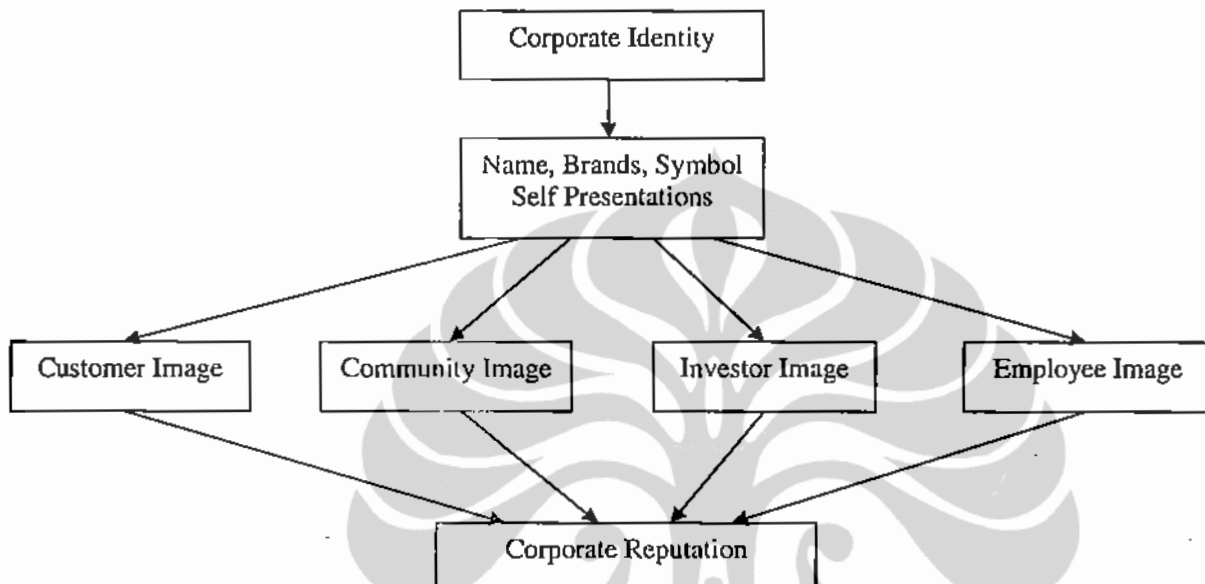 Corporate Identity
Name, Brands, Symbol
Self Presentations
Customer Image
Community Image
Investor Image
Employee Image
Corporate Reputation